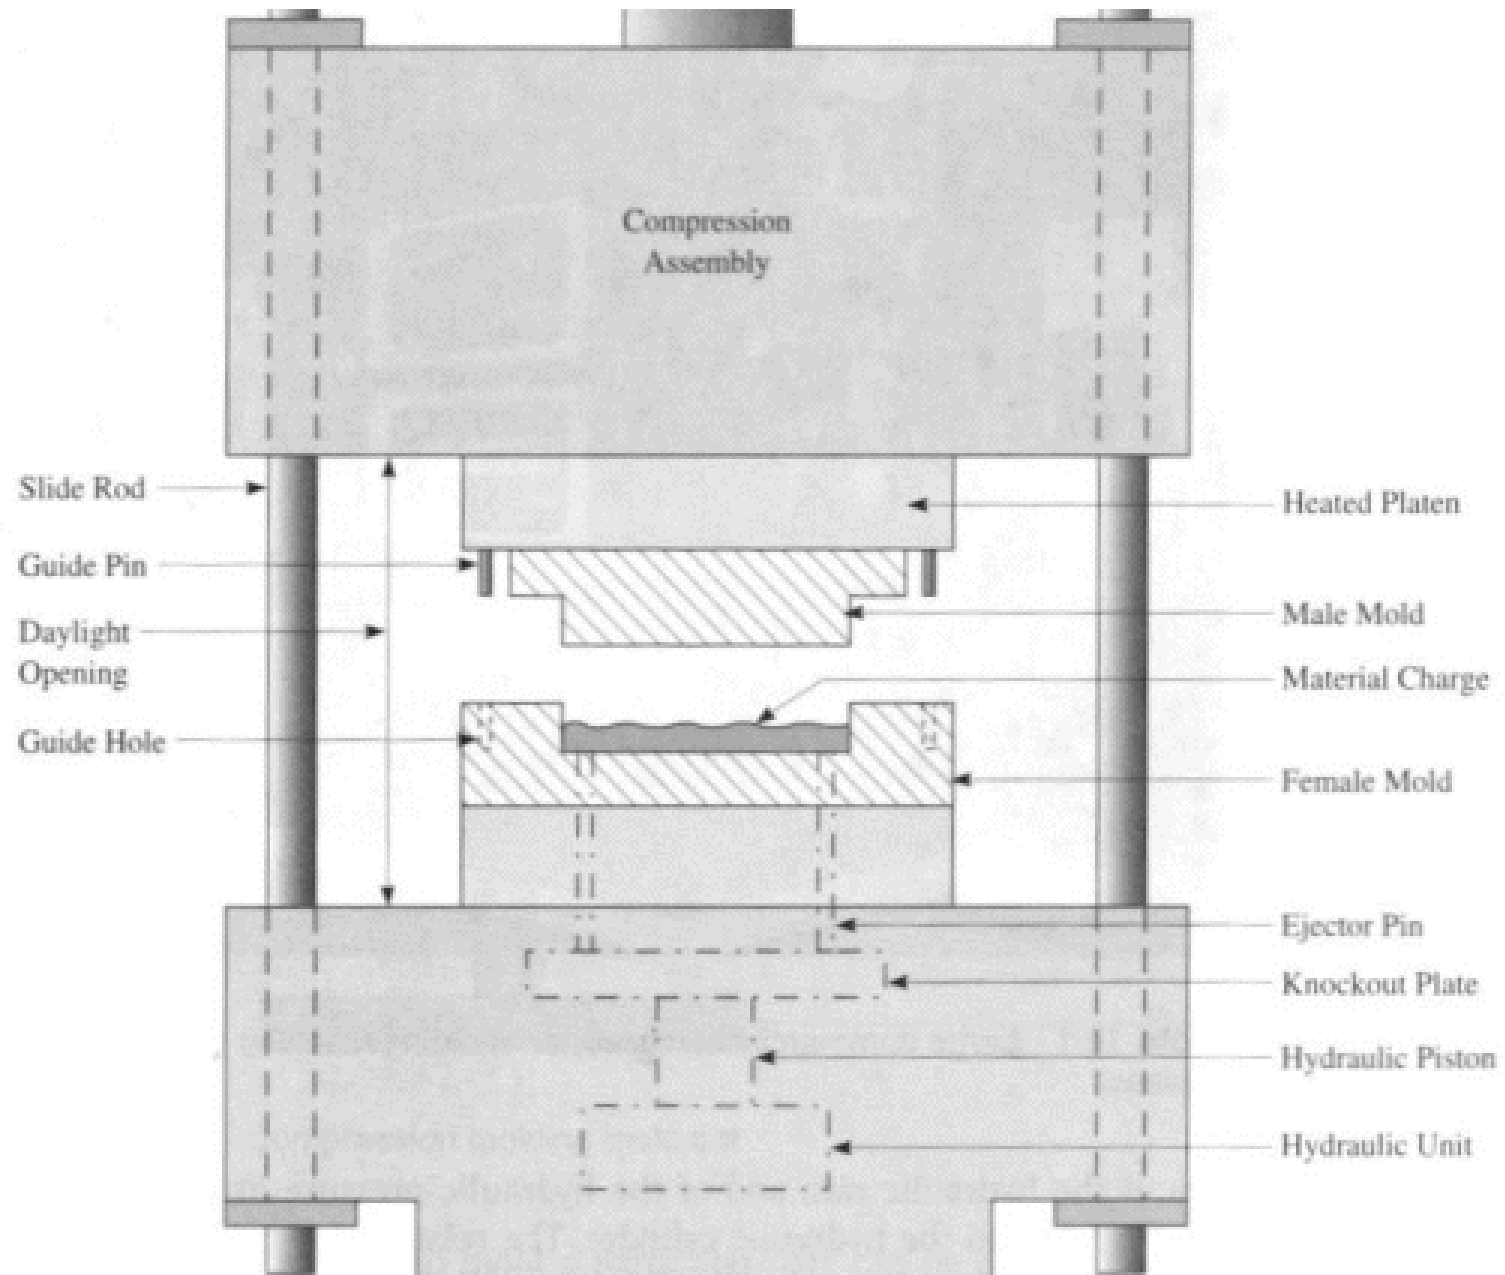 Compression
Assembly
Slide Rod
Guide Pin
Daylight
Opening
Guide Hole
Heated Platen
Male Mold
Material Charge
Female Mold
Ejector Pin
Knockout Plate
Hydraulic Piston
Hydraulic Unit